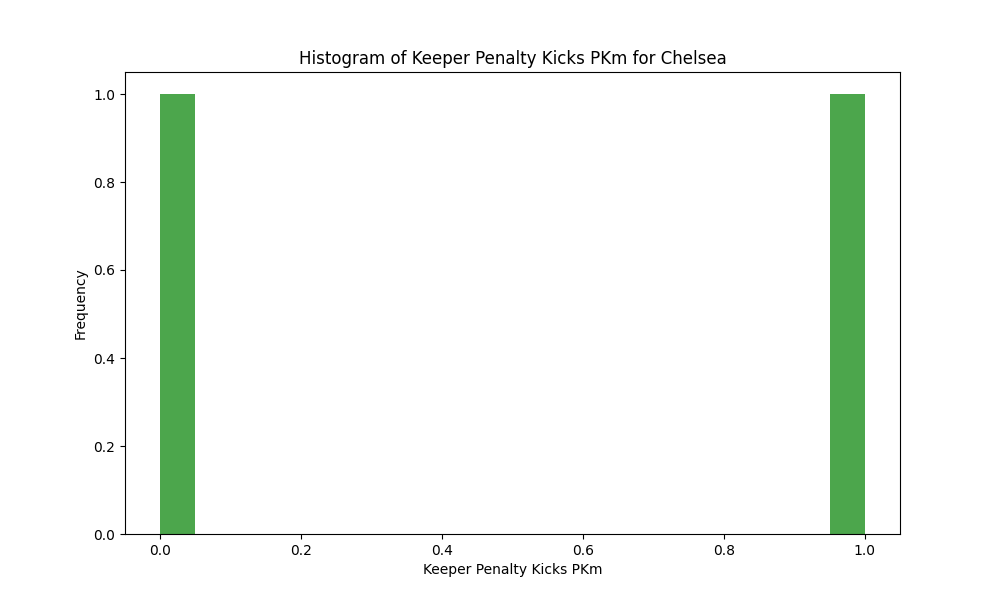 Histogram of Keeper Penalty Kicks PKm for Chelsea
1.0
0.8
0.6
0.4
0.2
0.0
Frequency
0.0 0.2 0.4 0.6 0.8 1.0
Keeper Penalty Kicks PKm